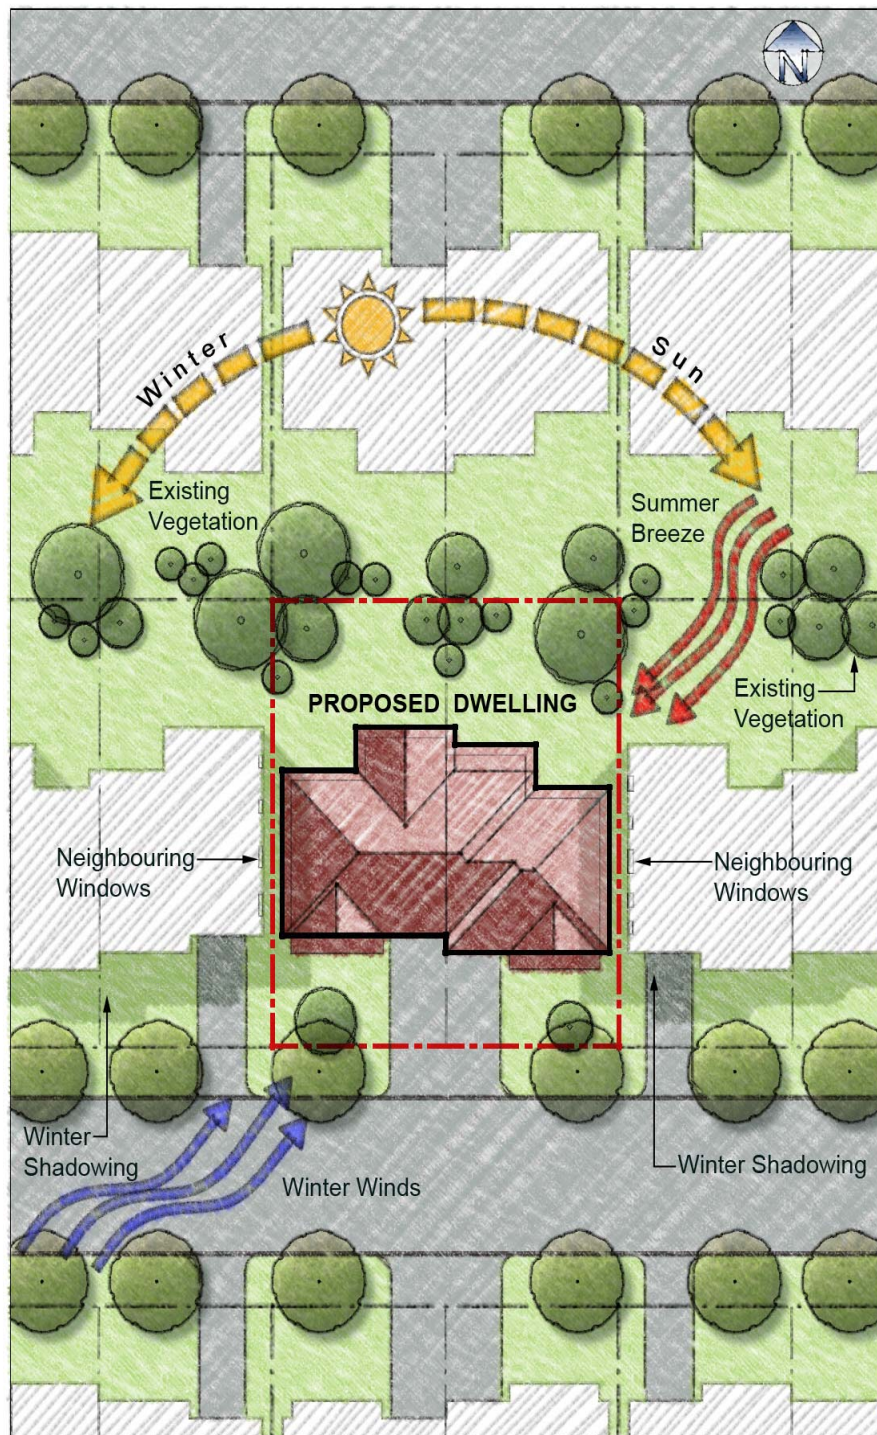 N
Winter
Sun
Existing
Vegetation
Summer
Breeze
PROPOSED DWELLING
Existing
Vegetation
Neighbouring
Windows
Neighbouring
Windows
Winter
Shadowing
Winter Winds
Winter Shadowing